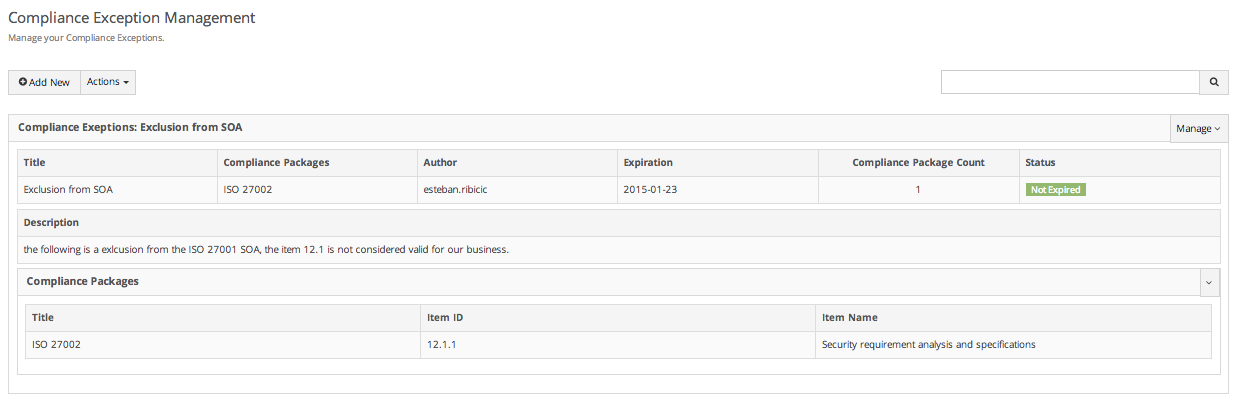 Compliance Exception Management
Manage your Compliance Exceptions.
Add New Actions
Compliance Exeptions: Exclusion from SOA Manage
Title Compliance Packages Author Expiration Compliance Package Count Status
Exclusion from SOA ISO 27002 esteban.ribicic 2015-01-23 1 Not Expired
Description
the following is a exlcusion from the ISO 27001 SOA, the item 12.1 is not considered valid for our business.
Compliance Packages
Title Item ID Item Name
ISO 27002 12.1.1 Security requirement analysis and specifications